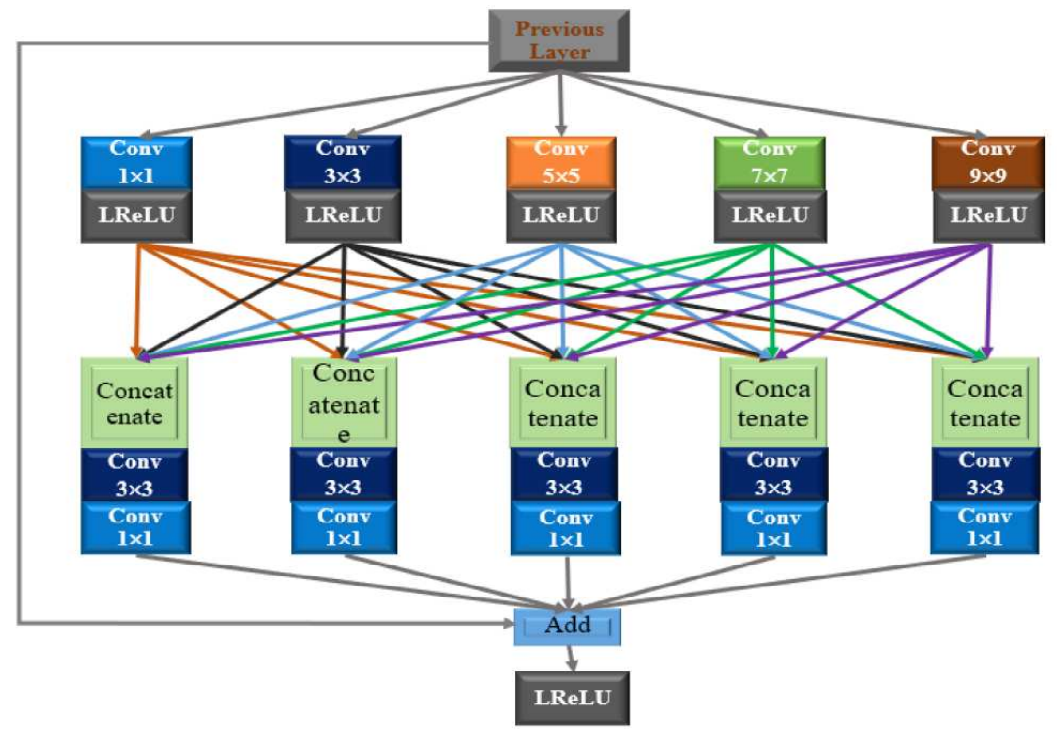 Previous
Layer
Conv
1×1
LReLU
Conv
3×3
LReLU
Conv
5×5
LReLU
Conv
7×7
LReLU
Conv
9×9
LReLU
Concat
enate
Conv
3×3
Conv
1×1
Conc
atenat
e
Conv
3×3
Conv
1×1
Conca
tenate
Conv
3×3
Conv
1×1
Conca
tenate
Conv
3×3
Conv
1×1
Conca
tenate
Conv
3×3
Conv
1×1
Add
LReLU